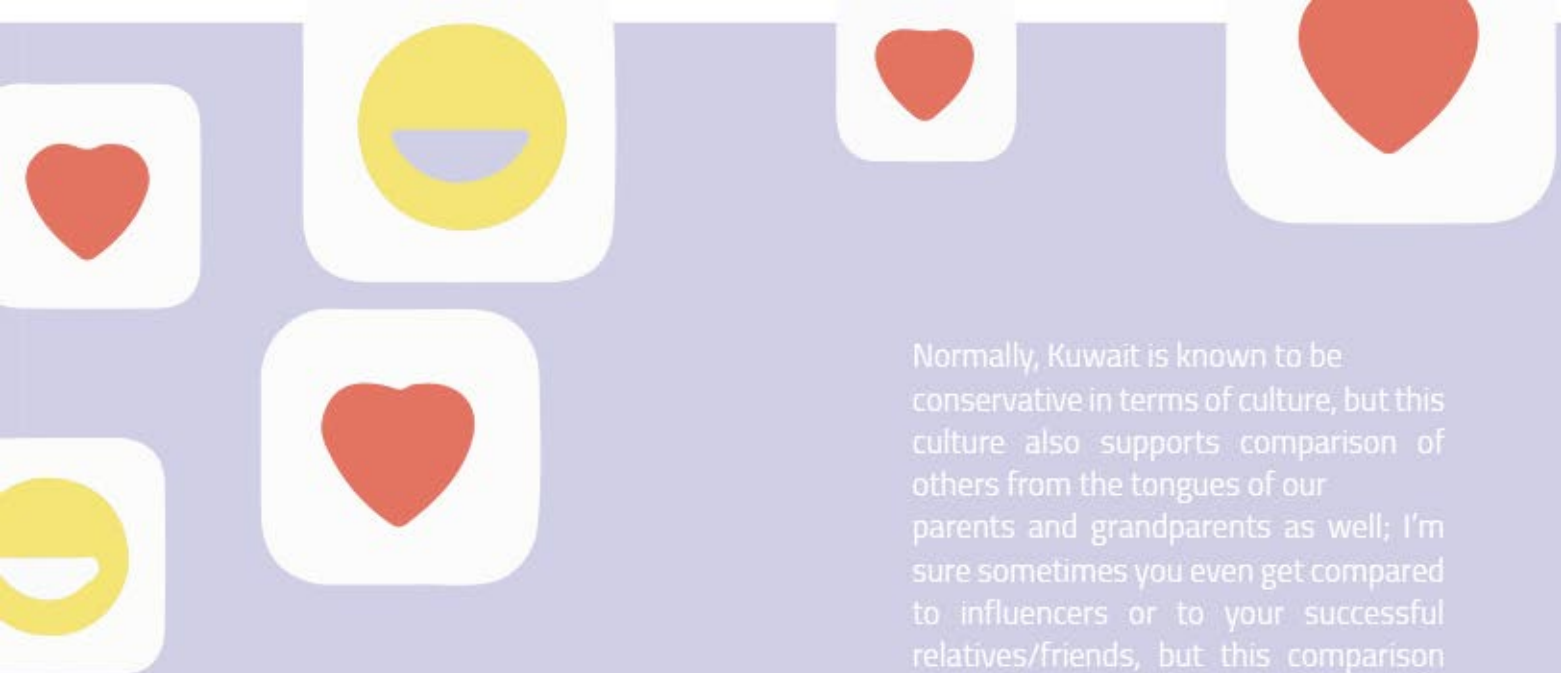 Normally, Kuwait is known to be
conservative in terms of culture, but this
culture also supports comparison of
others from the tongues of our
parents and grandparents as well; I’m
sure sometimes you even get compared
to influencers or to your successful
relatives/friends, but this comparison